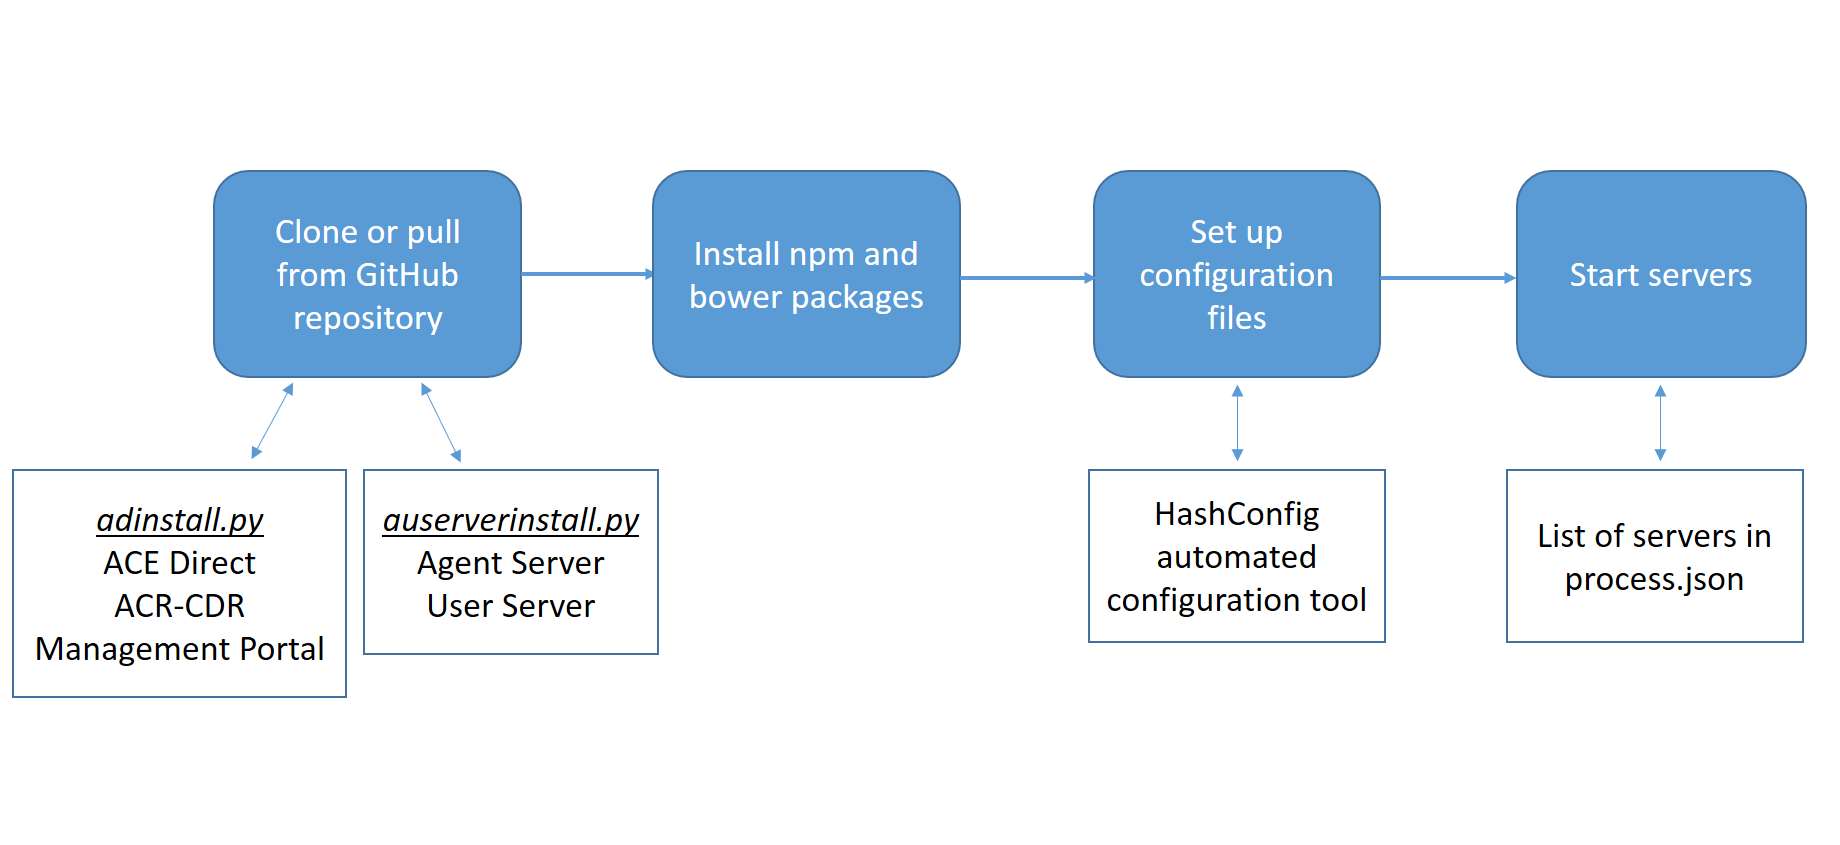 Clone or pull
from GitHub
repository
Install npm and
bower packages
Set up
configuration
files
Start servers
adinstall.py
ACE Direct
ACR-CDR
Management Portal
auserverinstall.py
Agent Server
User Server
HashConfig
automated
configuration tool
List of servers in
process.json